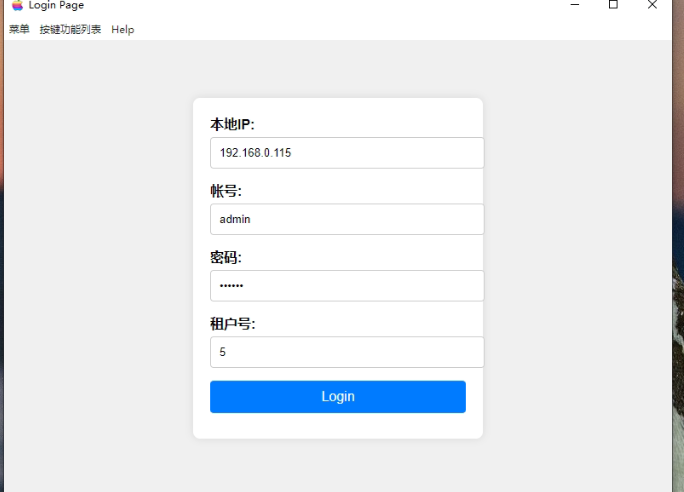 Login Page
菜单 按键功能列表 Help
本地IP:
192.168.0.115
帐号:
admin
密码:
••••••
租户号:
5
Login